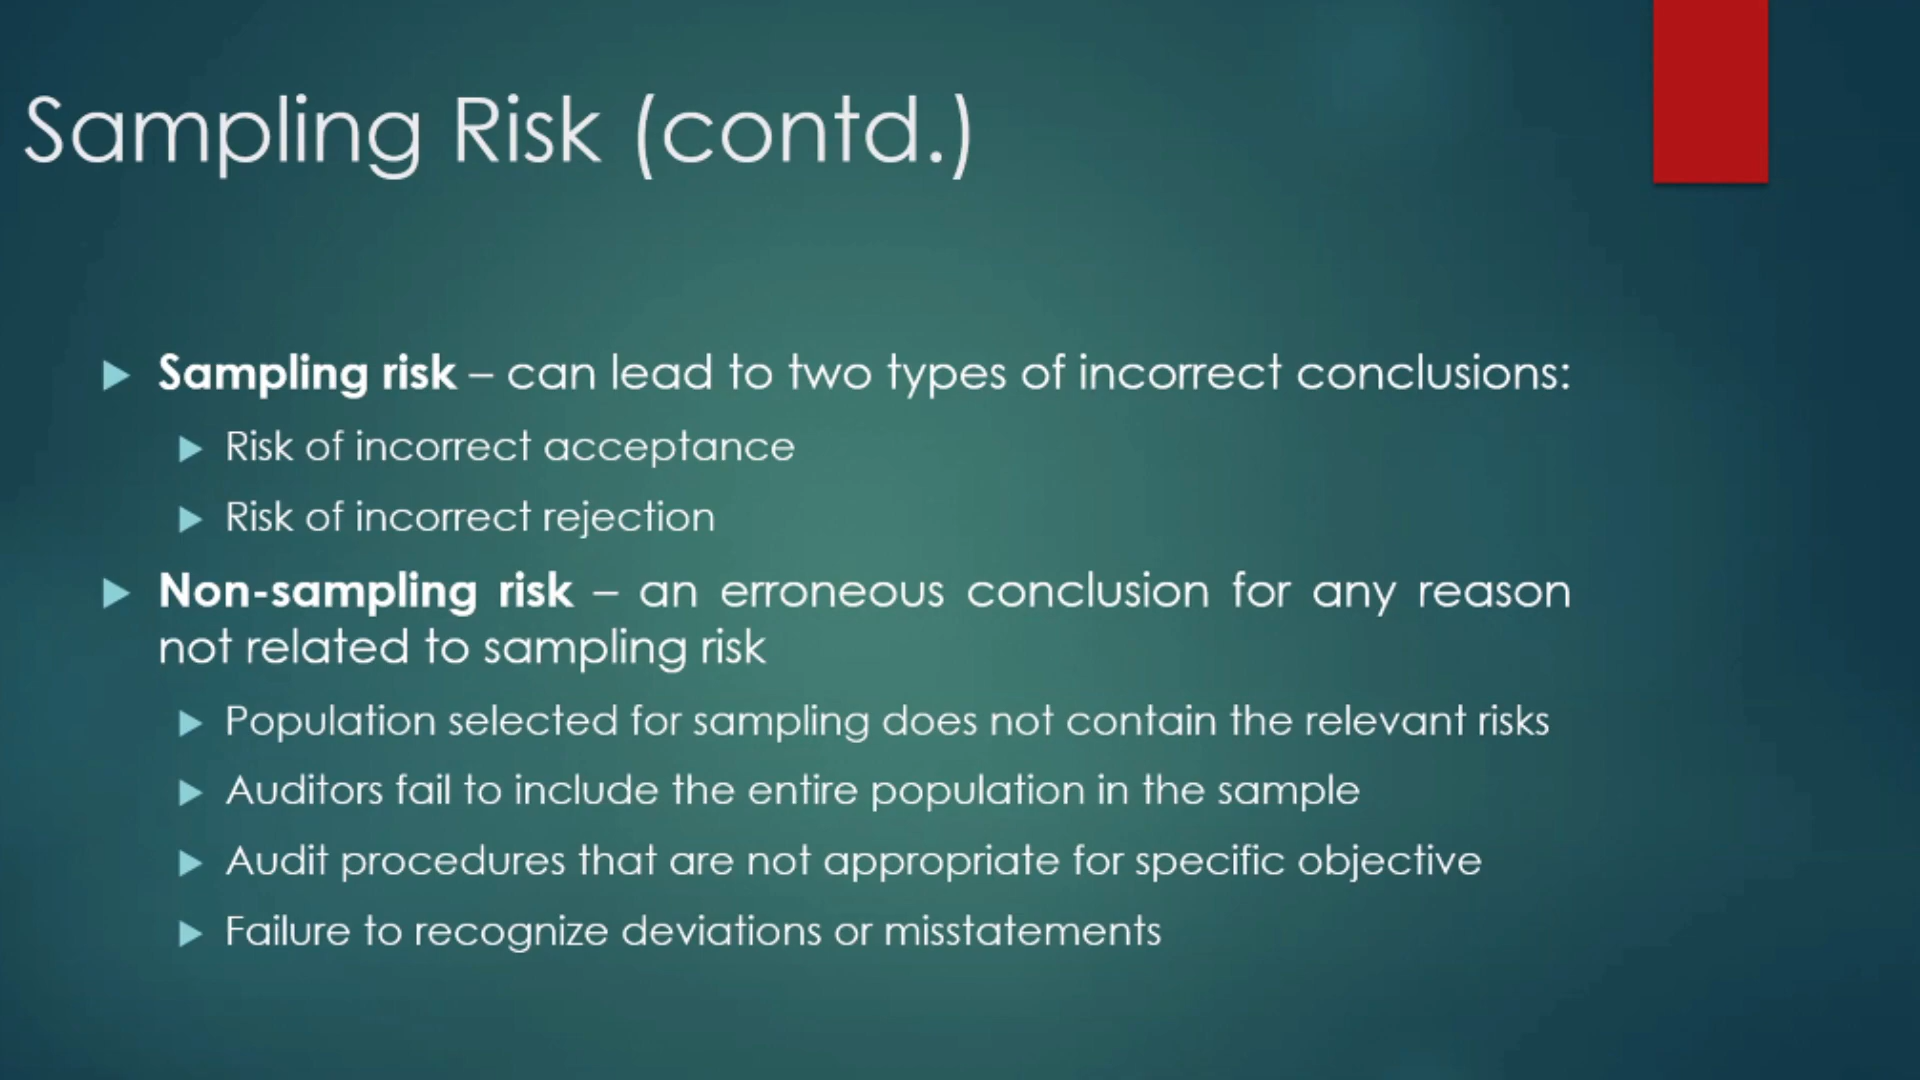 Sampling Risk (contd.)
Sampling risk – can lead to two types of incorrect conclusions:
Risk of incorrect acceptance
Risk of incorrect rejection
Non-sampling risk – an erroneous conclusion for any reason
not related to sampling risk
Population selected for sampling does not contain the relevant risks
Auditors fail to include the entire population in the sample
Audit procedures that are not appropriate for specific objective
Failure to recognize deviations or misstatements